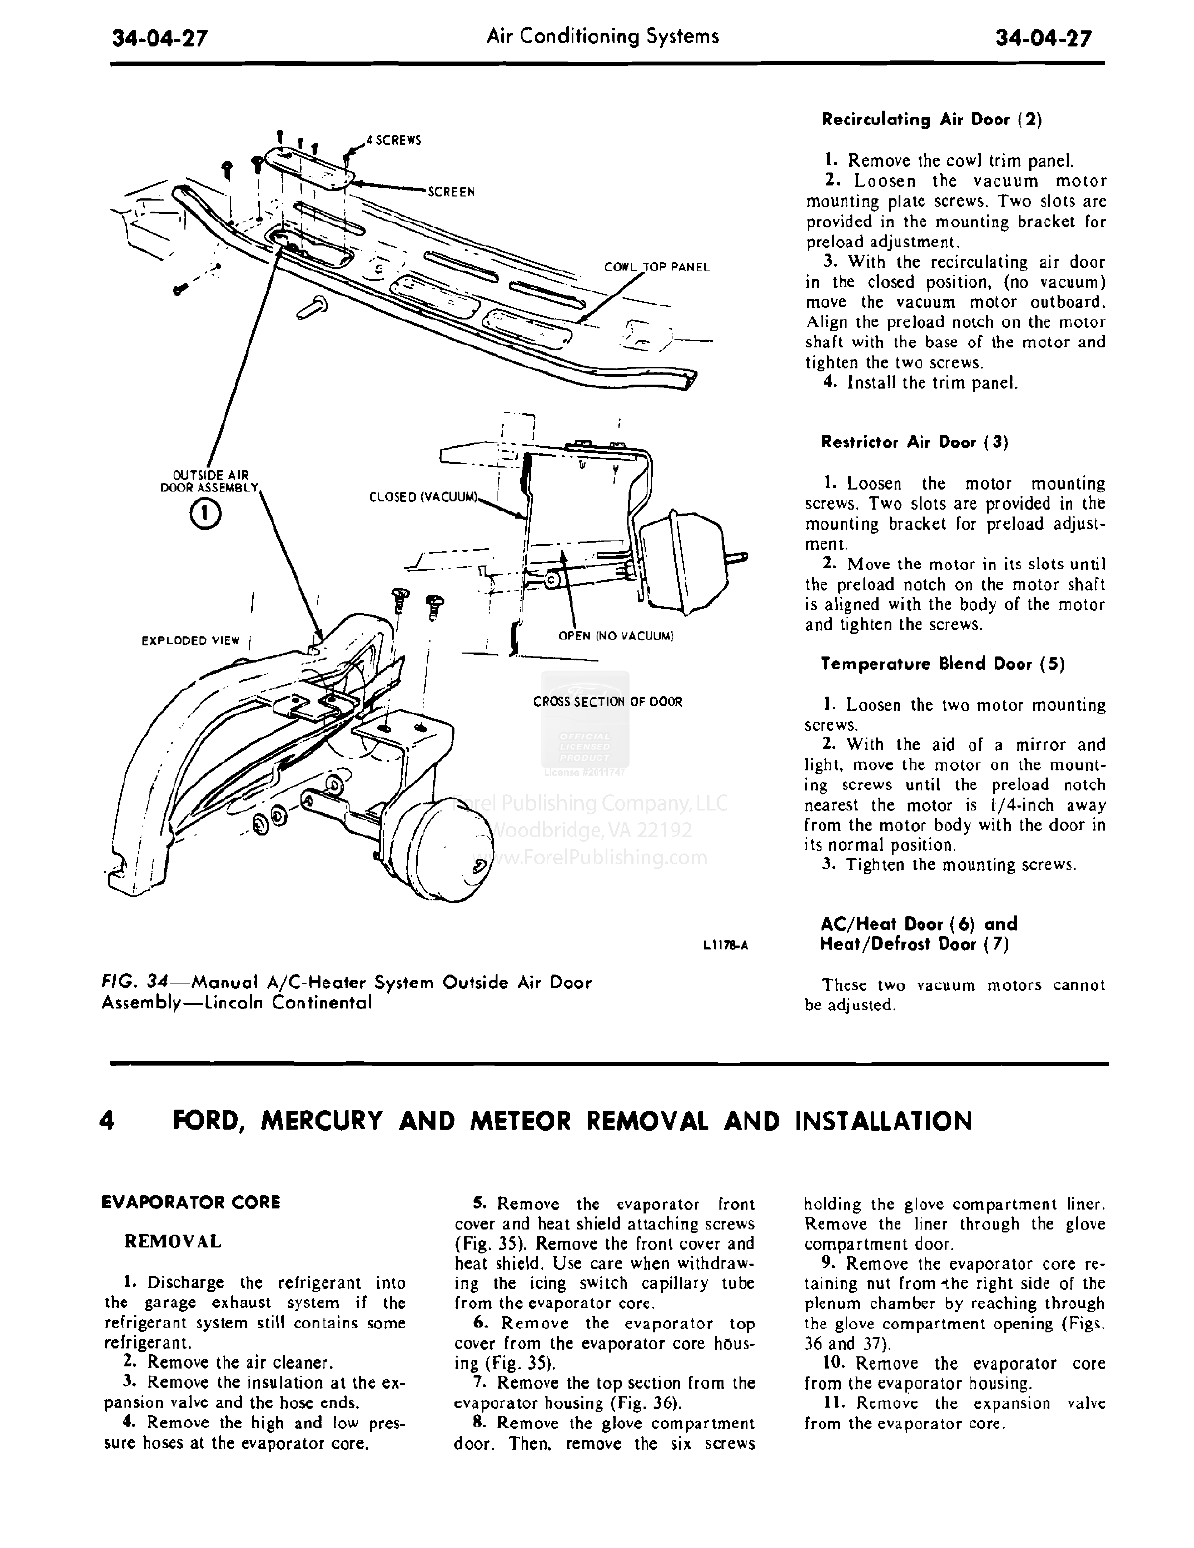 34-04-27
Air Conditioning Systems
34-04-27
4 SCREWS
SCREEN
COWL TOP PANEL
OUTSIDE AIR
DOOR ASSEMBLY
1
CLOSED (VACUUM)
EXPLODED VIEW
OPEN (NO VACUUM)
CROSS SECTION OF DOOR
OFFICIAL
LICENSED
PRODUCT
License #2011747
Forel Publishing Company, LLC
Woodbridge, VA 22192
www.ForelPublishing.com
L1178-A
FIG. 34—Manual A/C-Heater System Outside Air Door
Assembly—Lincoln Continental
Recirculating Air Door (2)
1. Remove the cowl trim panel.
2. Loosen the vacuum motor
mounting plate screws. Two slots are
provided in the mounting bracket for
preload adjustment.
3. With the recirculating air door
in the closed position, (no vacuum)
move the vacuum motor outboard.
Align the preload notch on the motor
shaft with the base of the motor and
tighten the two screws.
4. Install the trim panel.
Restrictor Air Door (3)
1. Loosen the motor mounting
screws. Two slots are provided in the
mounting bracket for preload adjust-
ment.
2. Move the motor in its slots until
the preload notch on the motor shaft
is aligned with the body of the motor
and tighten the screws.
Temperature Blend Door (5)
1. Loosen the two motor mounting
screws.
2. With the aid of a mirror and
light, move the motor on the mount-
ing screws until the preload notch
nearest the motor is 1/4-inch away
from the motor body with the door in
its normal position.
3. Tighten the mounting screws.
AC/Heat Door (6) and
Heat/Defrost Door (7)
These two vacuum motors cannot
be adjusted.
4 FORD, MERCURY AND METEOR REMOVAL AND INSTALLATION
EVAPORATOR CORE
REMOVAL
1. Discharge the refrigerant into
the garage exhaust system if the
refrigerant system still contains some
refrigerant.
2. Remove the air cleaner.
3. Remove the insulation at the ex-
pansion valve and the hose ends.
4. Remove the high and low pres-
sure hoses at the evaporator core.
5. Remove the evaporator front
cover and heat shield attaching screws
(Fig. 35). Remove the front cover and
heat shield. Use care when withdraw-
ing the icing switch capillary tube
from the evaporator core.
6. Remove the evaporator top
cover from the evaporator core hous-
ing (Fig. 35).
7. Remove the top section from the
evaporator housing (Fig. 36).
8. Remove the glove compartment
door. Then, remove the six screws
holding the glove compartment liner.
Remove the liner through the glove
compartment door.
9. Remove the evaporator core re-
taining nut from the right side of the
plenum chamber by reaching through
the glove compartment opening (Figs.
36 and 37).
10. Remove the evaporator core
from the evaporator housing.
11. Remove the expansion valve
from the evaporator core.